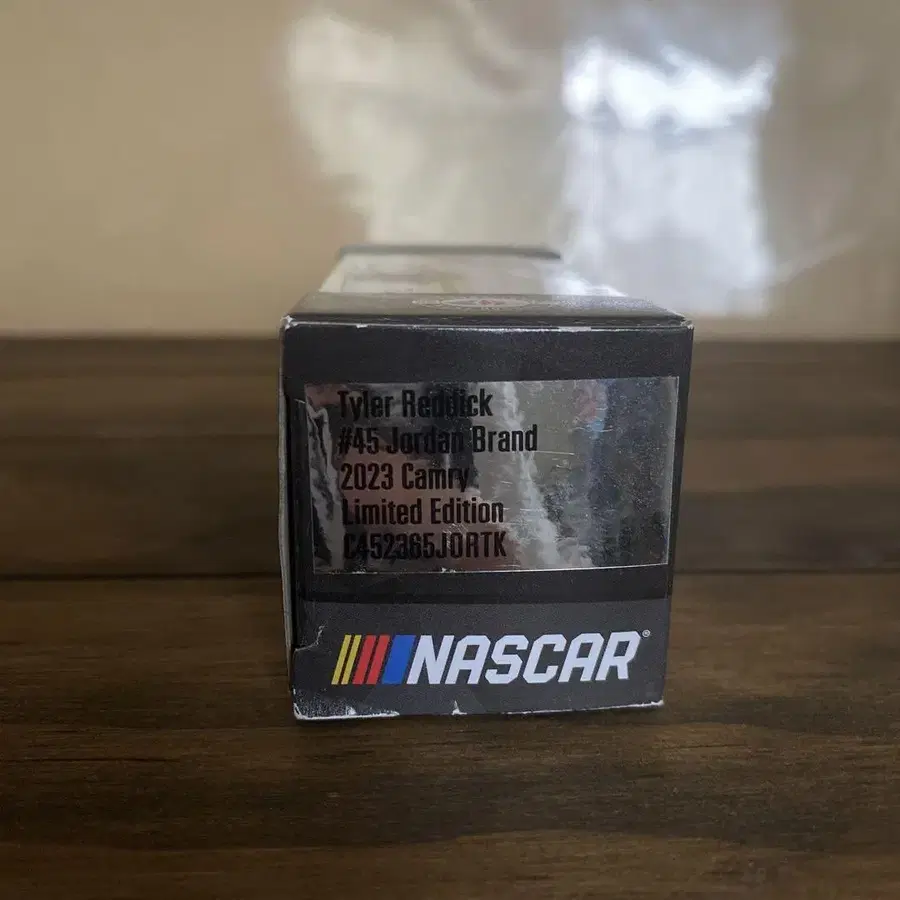 Tyler Reddick
#45 Jordan Brand
2023 Camry
Limited Edition
C452365JORTK
NASCAR®